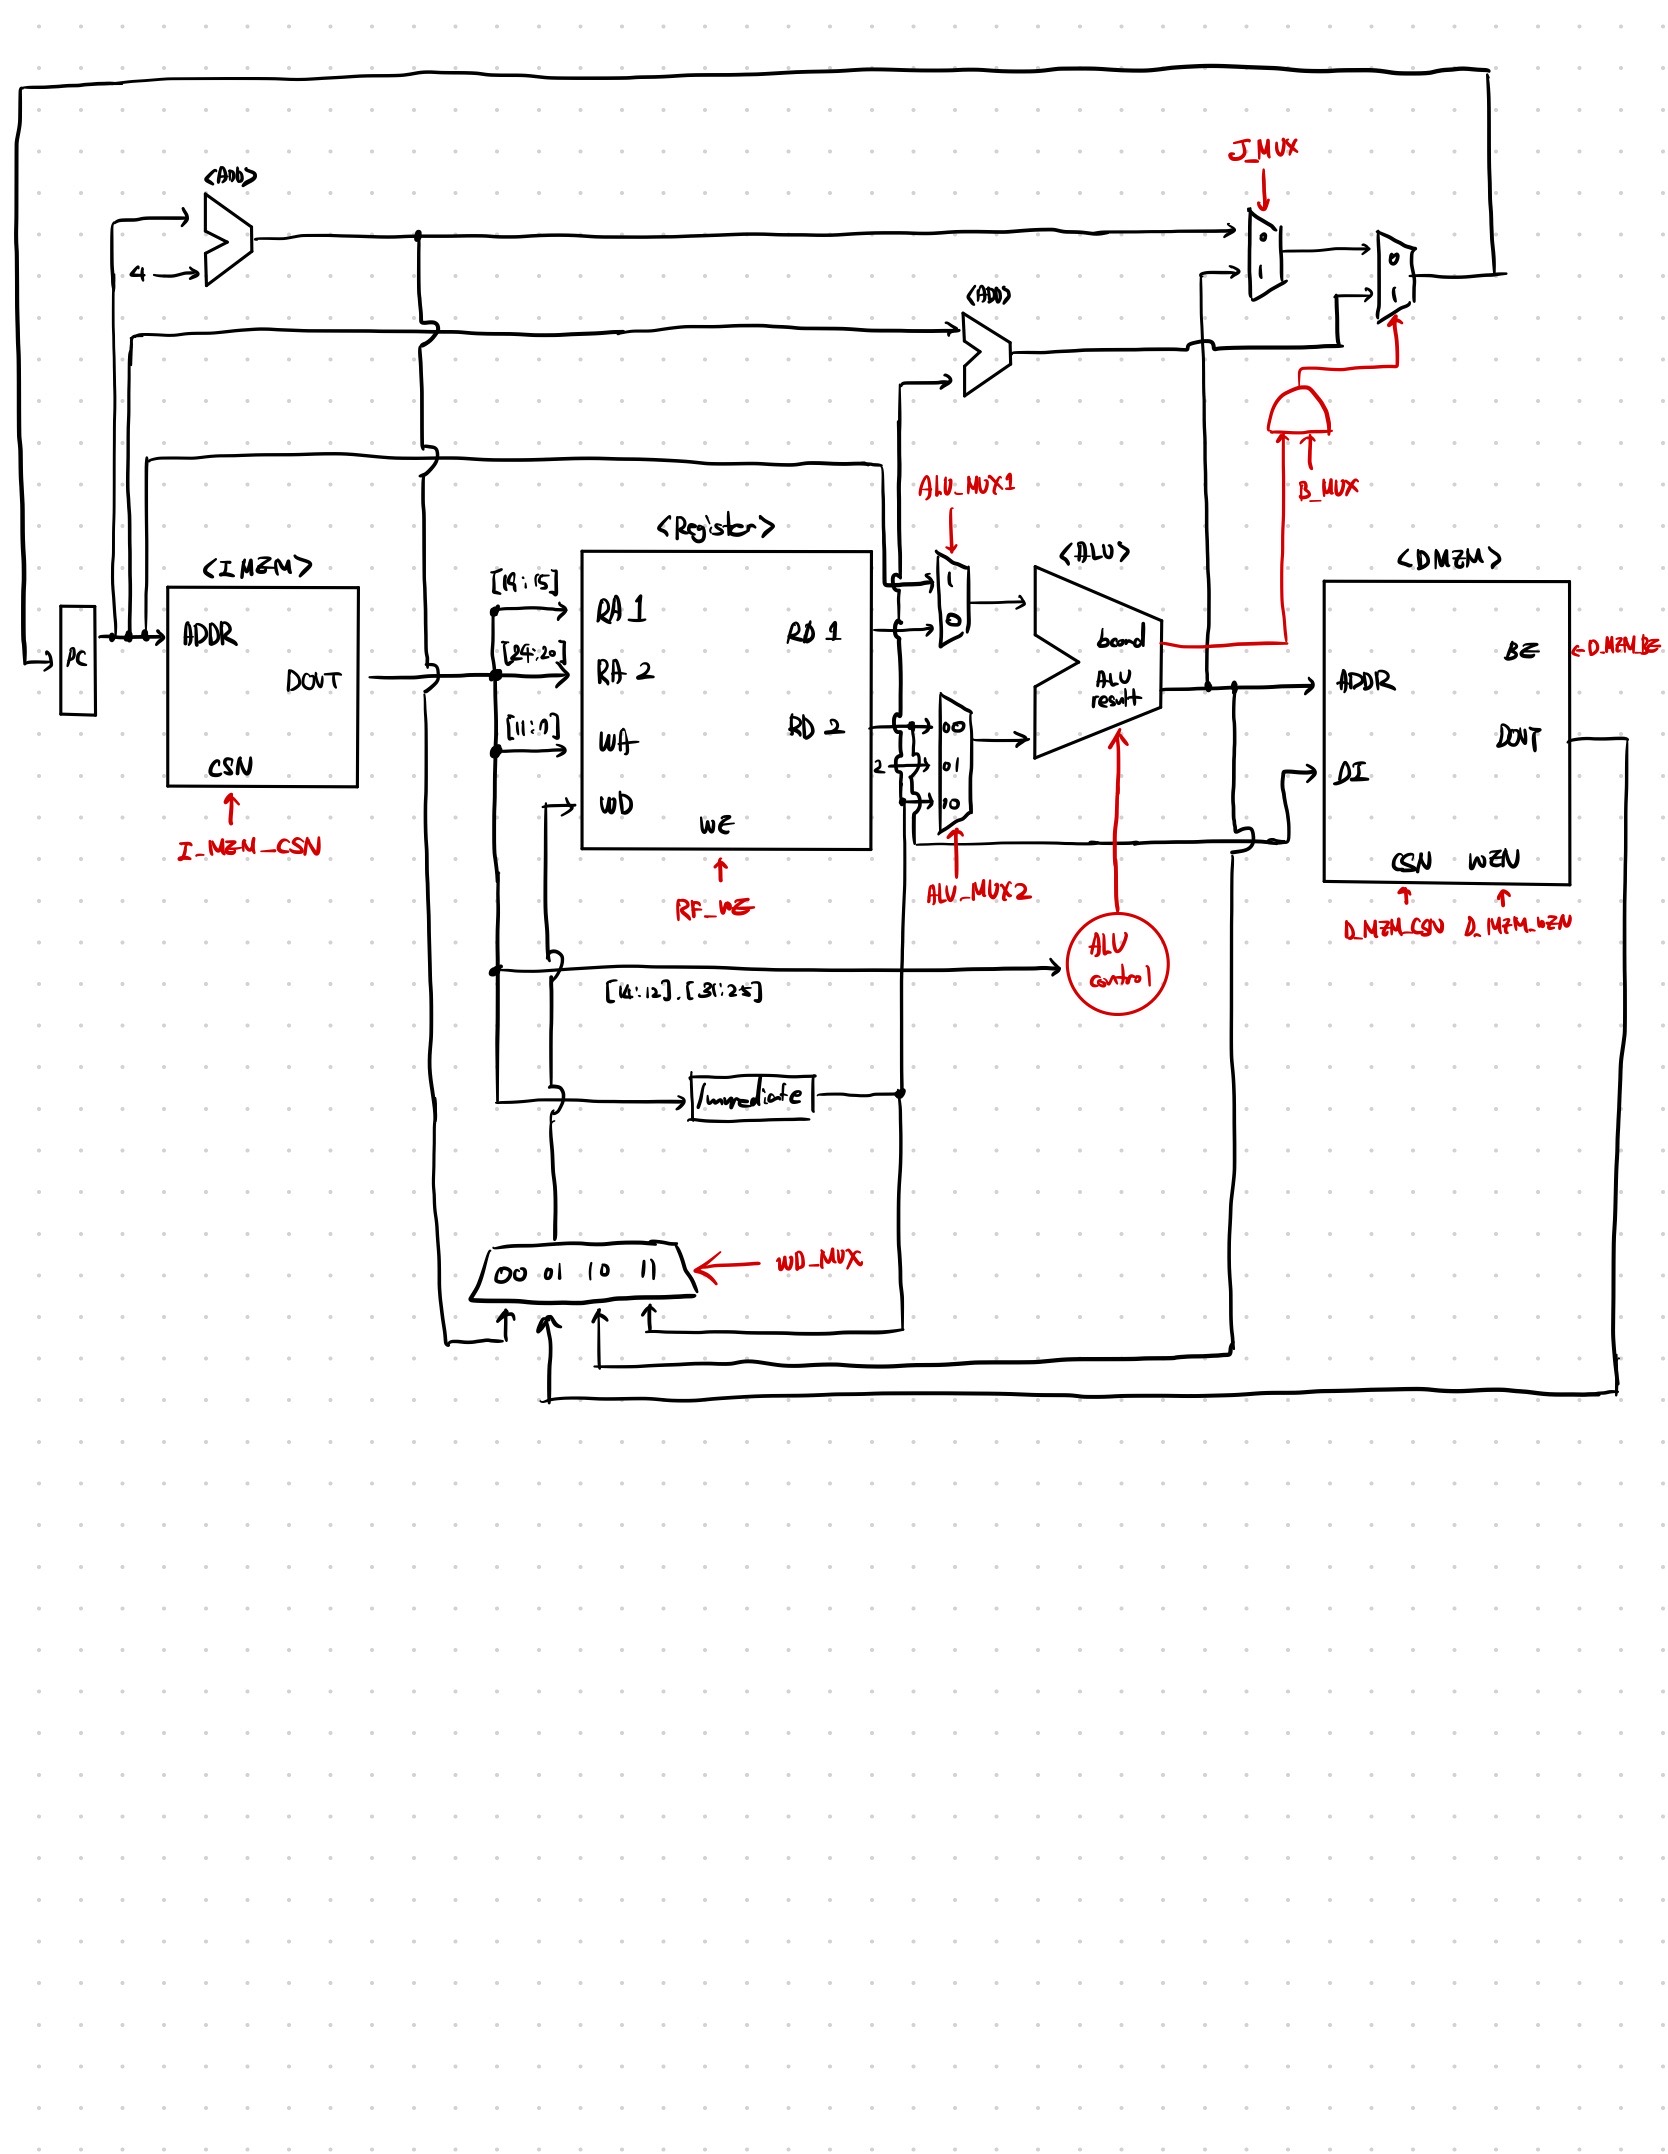 J_MUX
<ADD>
0
1
4
0
1
<ADD>
ALU_MUX1
B_MUX
<Register>
<ALU>
<IMEM>
<DMEM>
[19:15]
1
0
PC
ADDR
RA 1
RD 1
[24:20]
BE
D_MEM_BE
DOUT
RA 2
ALU
result
ADDR
[11:7]
WA
RD 2
00
DOUT
CSN
2
01
DI
WD
10
WE
I_MEM_CSN
CSN
WEN
RF_WE
ALU_MUX2
D_MEM_CSN
D_MEM_WEN
ALU
control
[14:12], [31:25]
Immediate
00
01
10
11
WD_MUX